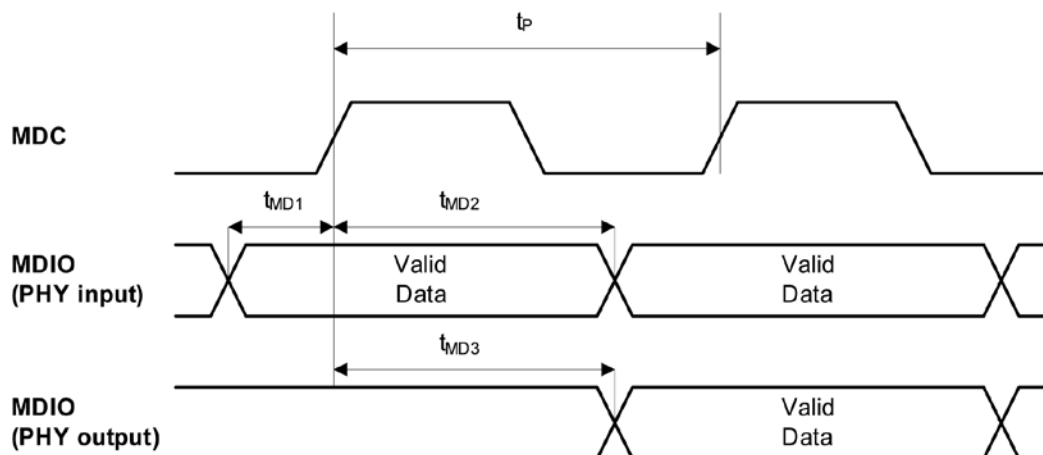 tP
MDC
tMD1
tMD2
MDIO
(PHY input)
Valid
Data
Valid
Data
tMD3
MDIO
(PHY output)
Valid
Data